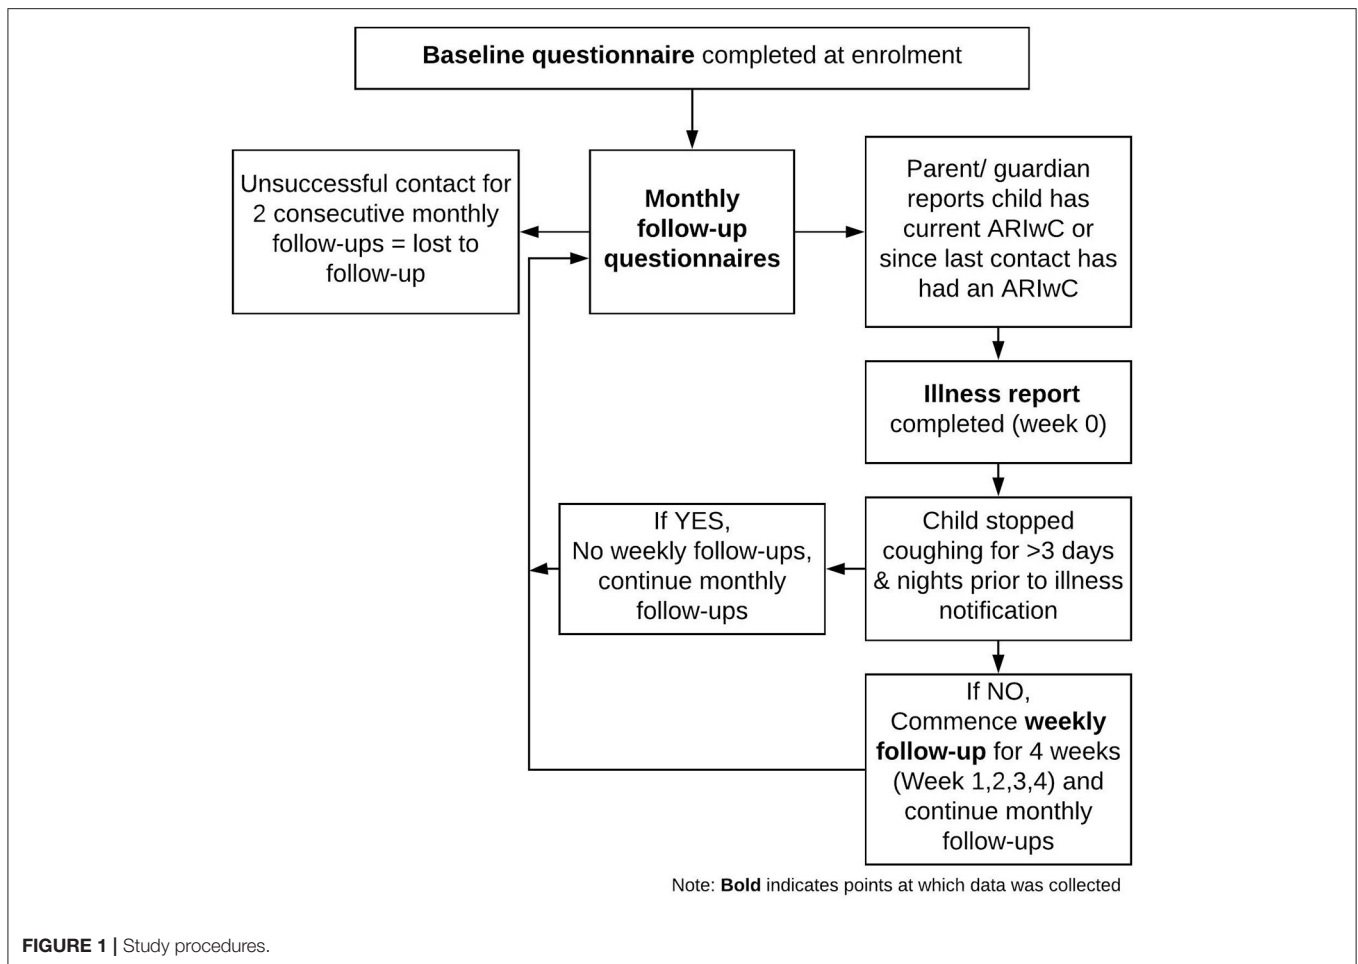 Baseline questionnaire completed at enrolment
Unsuccessful contact for
2 consecutive monthly
follow-ups = lost to
follow-up
Monthly
follow-up
questionnaires
Parent/ guardian
reports child has
current ARIwC or
since last contact has
had an ARIwC
Illness report
completed (week 0)
Child stopped
coughing for >3 days
& nights prior to illness
notification
If YES,
No weekly follow-ups,
continue monthly
follow-ups
If NO,
Commence weekly
follow-up for 4 weeks
(Week 1,2,3,4) and
continue monthly
follow-ups
Note: Bold indicates points at which data was collected
FIGURE 1 | Study procedures.